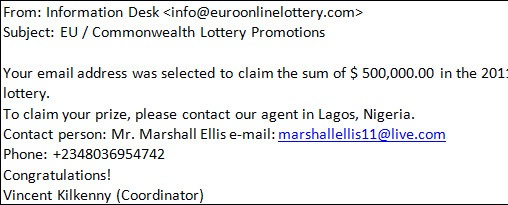 From: Information Desk <info@euroonlinelottery.com>
Subject: EU / Commonwealth Lottery Promotions
Your email address was selected to claim the sum of $ 500,000.00 in the 2011
lottery.
To claim your prize, please contact our agent in Lagos, Nigeria.
Contact person: Mr. Marshall Ellis e-mail: marshallellis11@live.com
Phone: +2348036954742
Congratulations!
Vincent Kilkenny (Coordinator)